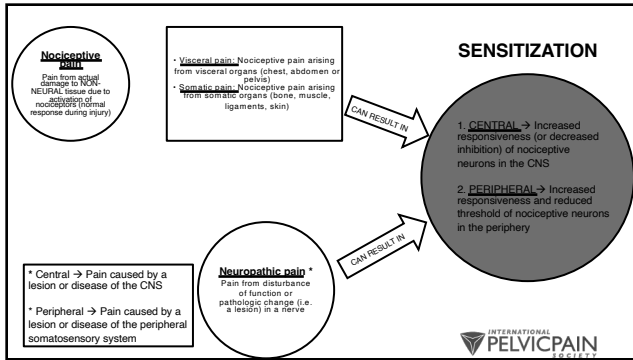 Nociceptive
pain
Pain from actual
damage to NON-
NEURAL tissue due to
activation of
nociceptors (normal
response during injury)
• Visceral pain: Nociceptive pain arising
from visceral organs (chest, abdomen or
pelvis)
• Somatic pain: Nociceptive pain arising
from somatic organs (bone, muscle,
ligaments, skin)
CAN RESULT IN
SENSITIZATION
1. CENTRAL → Increased
responsiveness (or decreased
inhibition) of nociceptive
neurons in the CNS
2. PERIPHERAL → Increased
responsiveness and reduced
threshold of nociceptive neurons
in the periphery
CAN RESULT IN
Neuropathic pain *
Pain from disturbance
of function or
pathologic change (i.e.
a lesion) in a nerve
* Central → Pain caused by a
lesion or disease of the CNS
* Peripheral → Pain caused by a
lesion or disease of the peripheral
somatosensory system
INTERNATIONAL
PELVICPAIN
SOCIETY